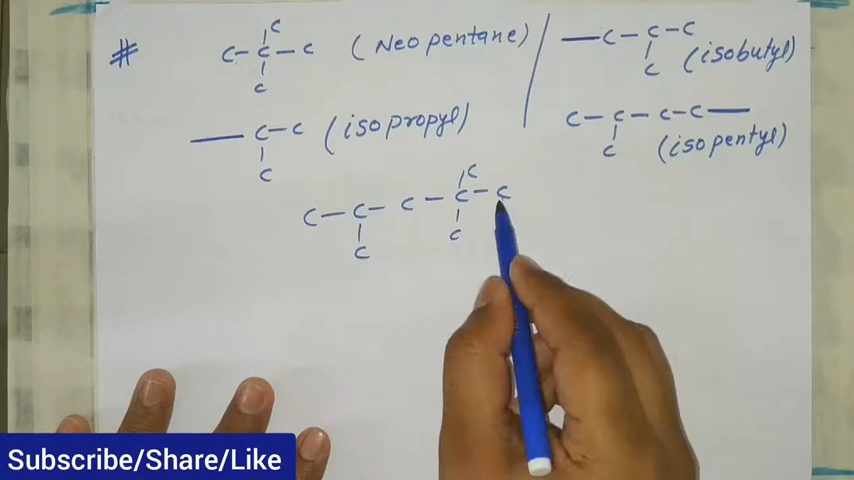 #
C
C - C - C (Neopentane)
C
— C - C (isopropyl)
C
— C - C - C
C (isobutyl)
C - C - C - C —
C (isopentyl)
C
C - C - C - C - C
C C
Subscribe/Share/Like